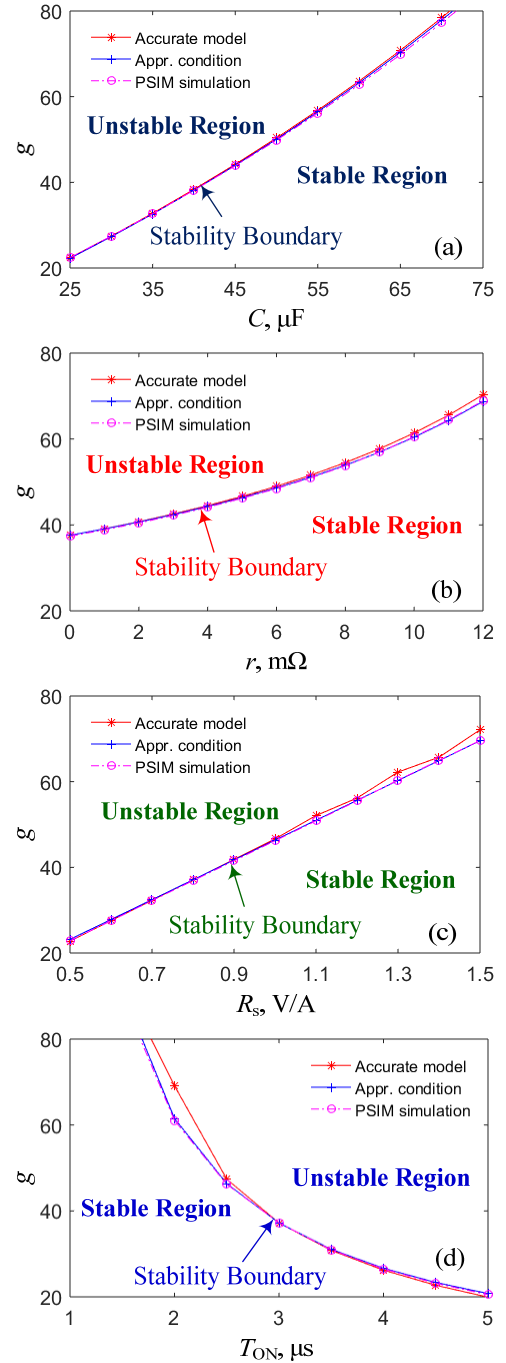 80
Accurate model
Appr. condition
PSIM simulation
60
Unstable Region
g
Stable Region
40
Stability Boundary
(a)
20
25 35 45 55 65 75
C, μF
80
Accurate model
Appr. condition
PSIM simulation
60
Unstable Region
g
Stable Region
40
Stability Boundary
(b)
20
0 2 4 6 8 10 12
r, mΩ
80
Accurate model
Appr. condition
PSIM simulation
60
Unstable Region
g
40
Stable Region
Stability Boundary
(c)
20
0.5 0.7 0.9 1.1 1.3 1.5
Rs, V/A
80
Accurate model
Appr. condition
PSIM simulation
60
Unstable Region
g
Stable Region
40
Stability Boundary
(d)
20
1 2 3 4 5
TON, μs